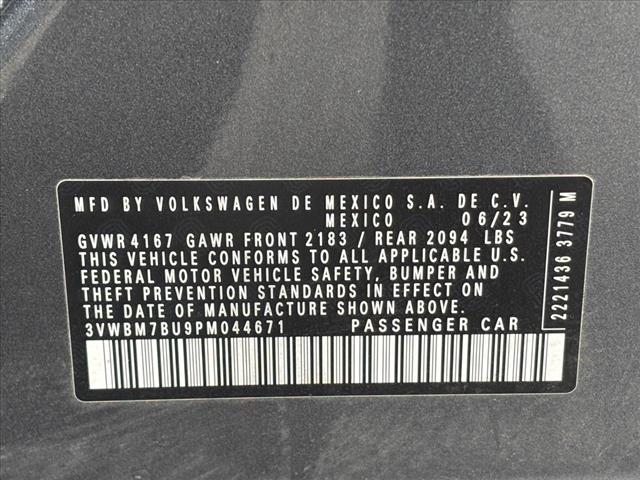 MFD BY VOLKSWAGEN DE MEXICO S.A. DE C.V.
MEXICO 06/23
GVWR 4167 GAWR FRONT 2183 / REAR 2094 LBS
THIS VEHICLE CONFORMS TO ALL APPLICABLE U.S.
FEDERAL MOTOR VEHICLE SAFETY, BUMPER AND
THEFT PREVENTION STANDARDS IN EFFECT ON
THE DATE OF MANUFACTURE SHOWN ABOVE.
3VWBM7BU9PM044671 PASSENGER CAR
2221436 3779 M